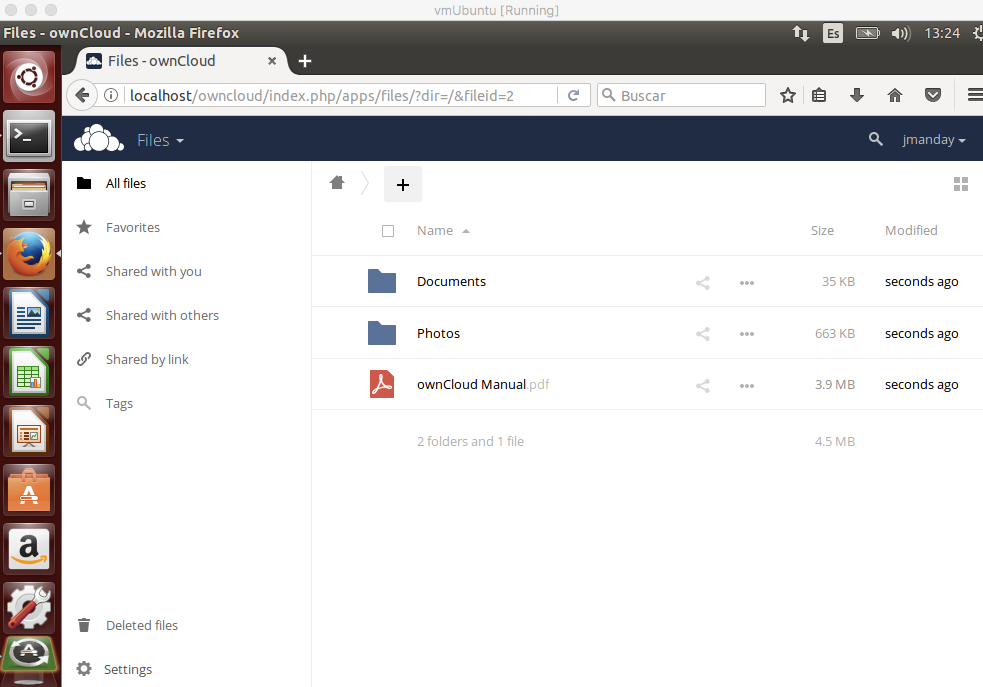 vmUbuntu [Running]
Files - ownCloud - Mozilla Firefox
Es
13:24
Files - ownCloud
localhost/owncloud/index.php/apps/files/?dir=/&fileid=2
Buscar
Files
jmanday
All files
Favorites
Shared with you
Shared with others
Shared by link
Tags
Deleted files
Settings
Name Size Modified
Documents 35 KB seconds ago
Photos 663 KB seconds ago
ownCloud Manual.pdf 3.9 MB seconds ago
2 folders and 1 file 4.5 MB